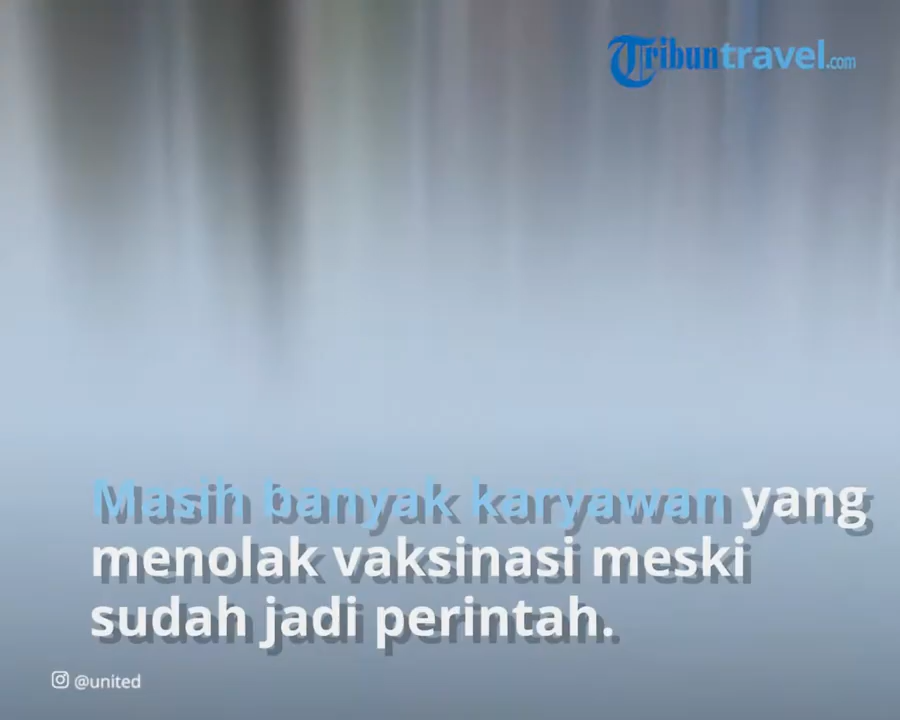 Tribuntravel.com
Masih banyak karyawan yang
menolak vaksinasi meski
sudah jadi perintah.
@united